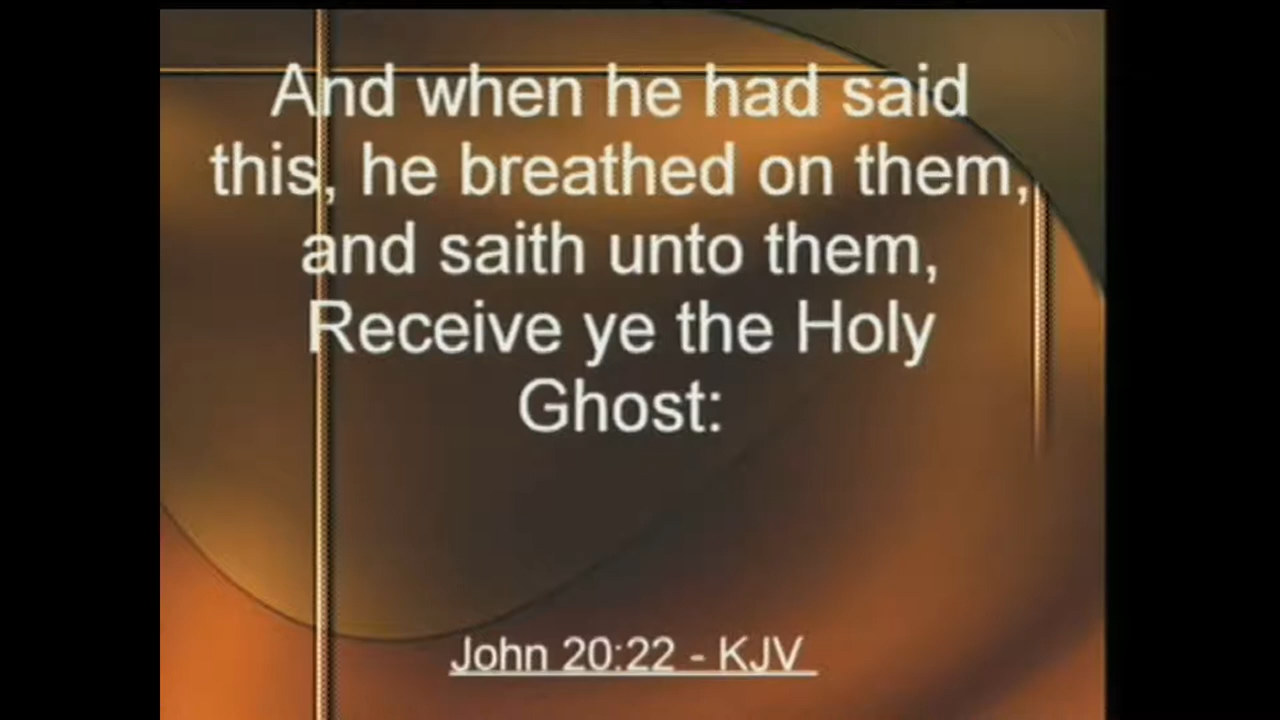 And when he had said
this, he breathed on them,
and saith unto them,
Receive ye the Holy
Ghost:
John 20:22 - KJV